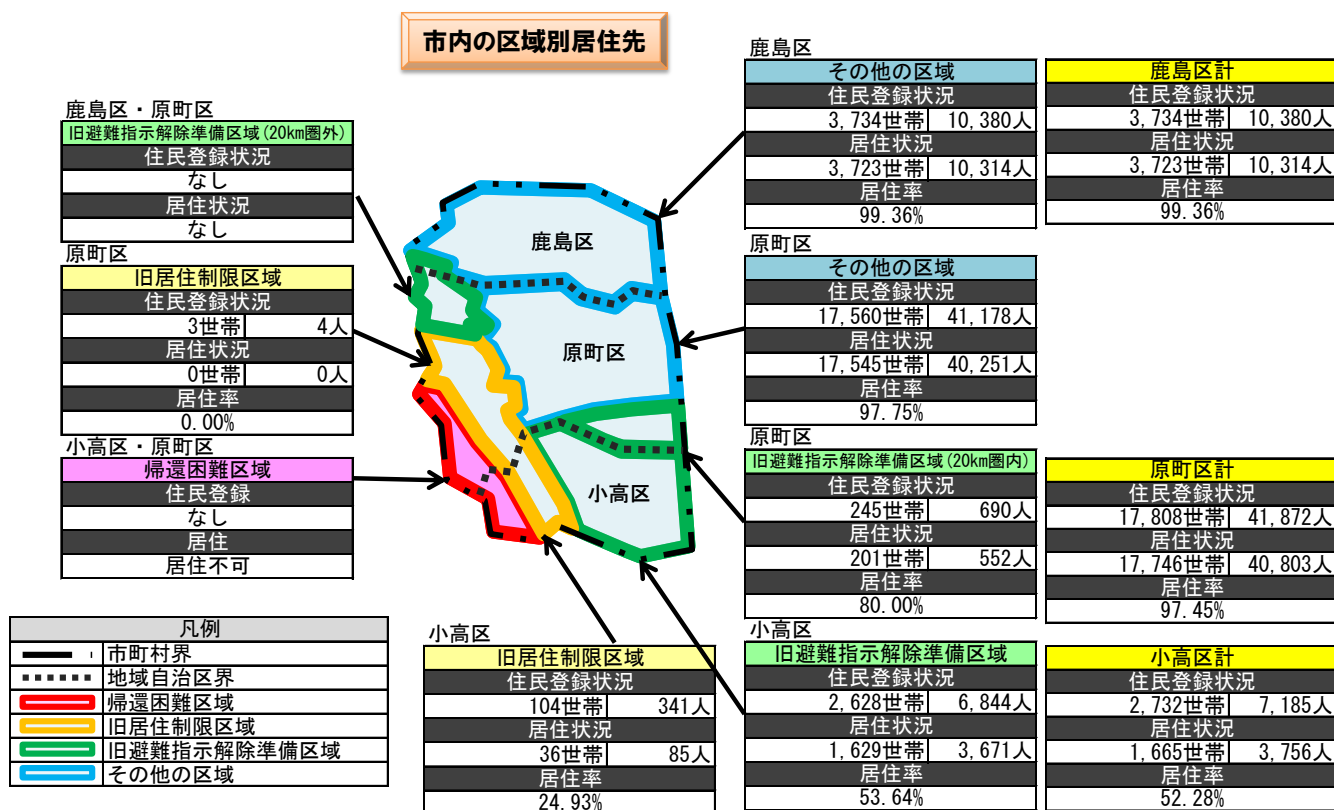 市内の区域別居住先
鹿島区・原町区
旧避難指示解除準備区域(20km圏外)
住民登録状況
なし
居住状況
なし
原町区
旧居住制限区域
住民登録状況
3世帯 4人
居住状況
0世帯 0人
居住率
0.00%
小高区・原町区
帰還困難区域
住民登録
なし
居住
居住不可
鹿島区
原町区
小高区
鹿島区
その他の区域
住民登録状況
3,734世帯 10,380人
居住状況
3,723世帯 10,314人
居住率
99.36%
鹿島区計
住民登録状況
3,734世帯 10,380人
居住状況
3,723世帯 10,314人
居住率
99.36%
原町区
その他の区域
住民登録状況
17,560世帯 41,178人
居住状況
17,545世帯 40,251人
居住率
97.75%
原町区
旧避難指示解除準備区域(20km圏内)
住民登録状況
245世帯 690人
居住状況
201世帯 552人
居住率
80.00%
原町区計
住民登録状況
17,808世帯 41,872人
居住状況
17,746世帯 40,803人
居住率
97.45%
凡例
市町村界
地域自治区界
帰還困難区域
旧居住制限区域
旧避難指示解除準備区域
その他の区域
小高区
旧居住制限区域
住民登録状況
104世帯 341人
居住状況
36世帯 85人
居住率
24.93%
小高区
旧避難指示解除準備区域
住民登録状況
2,628世帯 6,844人
居住状況
1,629世帯 3,671人
居住率
53.64%
小高区計
住民登録状況
2,732世帯 7,185人
居住状況
1,665世帯 3,756人
居住率
52.28%